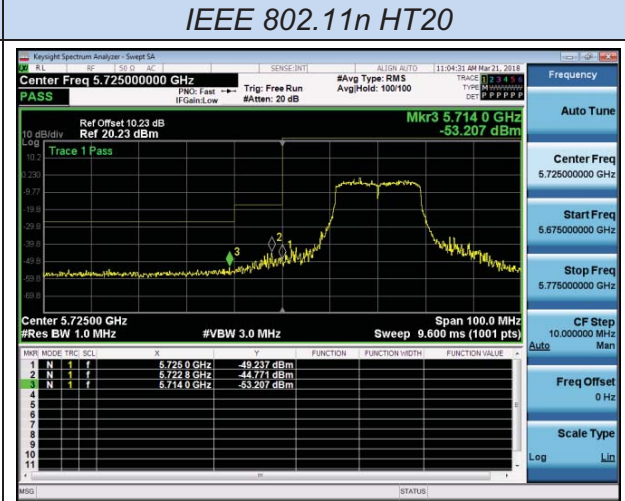 IEEE 802.11n HT20
Keysight Spectrum Analyzer - Swept SA
RL RF 50 Ω AC SENSE:INT ALIGN AUTO 11:04:31 AM Mar 21, 2018
Center Freq 5.725000000 GHz #Avg Type: RMS TRACE 1 2 3 4 5 6
PNO: Fast Trig: Free Run Avg|Hold: 100/100 TYPE M
PASS IFGain:Low #Atten: 20 dB DET P P P P P P
Ref Offset 10.23 dB Mkr3 5.714 0 GHz
10 dB/div Ref 20.23 dBm -53.207 dBm
Log
Trace 1 Pass
10.2
0.230
-9.77
-19.8
-29.8
-39.8
-49.8
-59.8
-69.8
3
2
1
Center 5.72500 GHz Span 100.0 MHz
#Res BW 1.0 MHz #VBW 3.0 MHz Sweep 9.600 ms (1001 pts)
MKR MODE TRC SCL X Y FUNCTION FUNCTION WIDTH FUNCTION VALUE
1 N 1 f 5.725 0 GHz -49.237 dBm
2 N 1 f 5.722 8 GHz -44.771 dBm
3 N 1 f 5.714 0 GHz -53.207 dBm
4
5
6
7
8
9
10
11
MSG STATUS
Frequency
Auto Tune
Center Freq
5.725000000 GHz
Start Freq
5.675000000 GHz
Stop Freq
5.775000000 GHz
CF Step
10.000000 MHz
Auto Man
Freq Offset
0 Hz
Scale Type
Log Lin